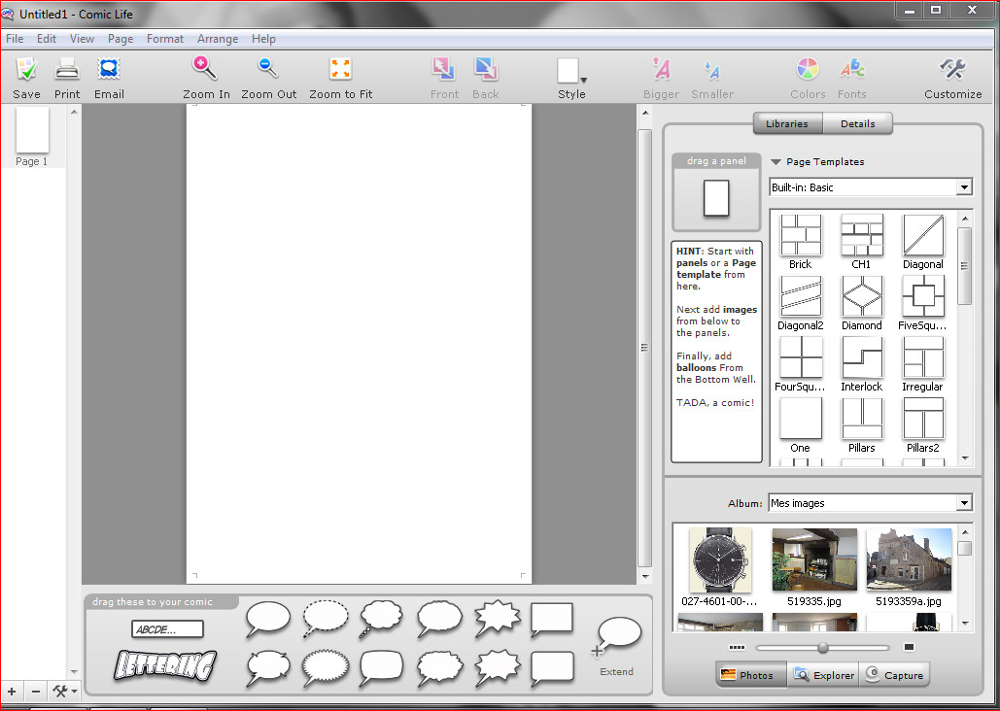 Untitled1 - Comic Life
File Edit View Page Format Arrange Help
Save Print Email Zoom In Zoom Out Zoom to Fit Front Back Style Bigger Smaller Colors Fonts Customize
Page 1
Libraries Details
drag a panel
Page Templates
Built-in: Basic
HINT: Start with
panels or a Page
template from
here.
Next add images
from below to
the panels.
Finally, add
balloons From
the Bottom Well.
TADA, a comic!
Brick CH1 Diagonal
Diagonal2 Diamond FiveSqu...
FourSqu... Interlock Irregular
One Pillars Pillars2
Album: Mes images
027-4601-00-... 519335.jpg 5193359a.jpg
Photos Explorer Capture
drag these to your comic
ABCDE...
LETTERING
Extend